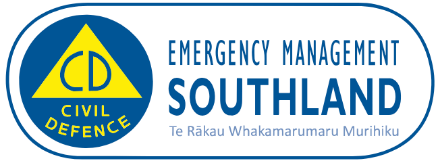 CD
CIVIL
DEFENCE
EMERGENCY MANAGEMENT
SOUTHLAND
Te Rākau Whakamarumaru Murihiku